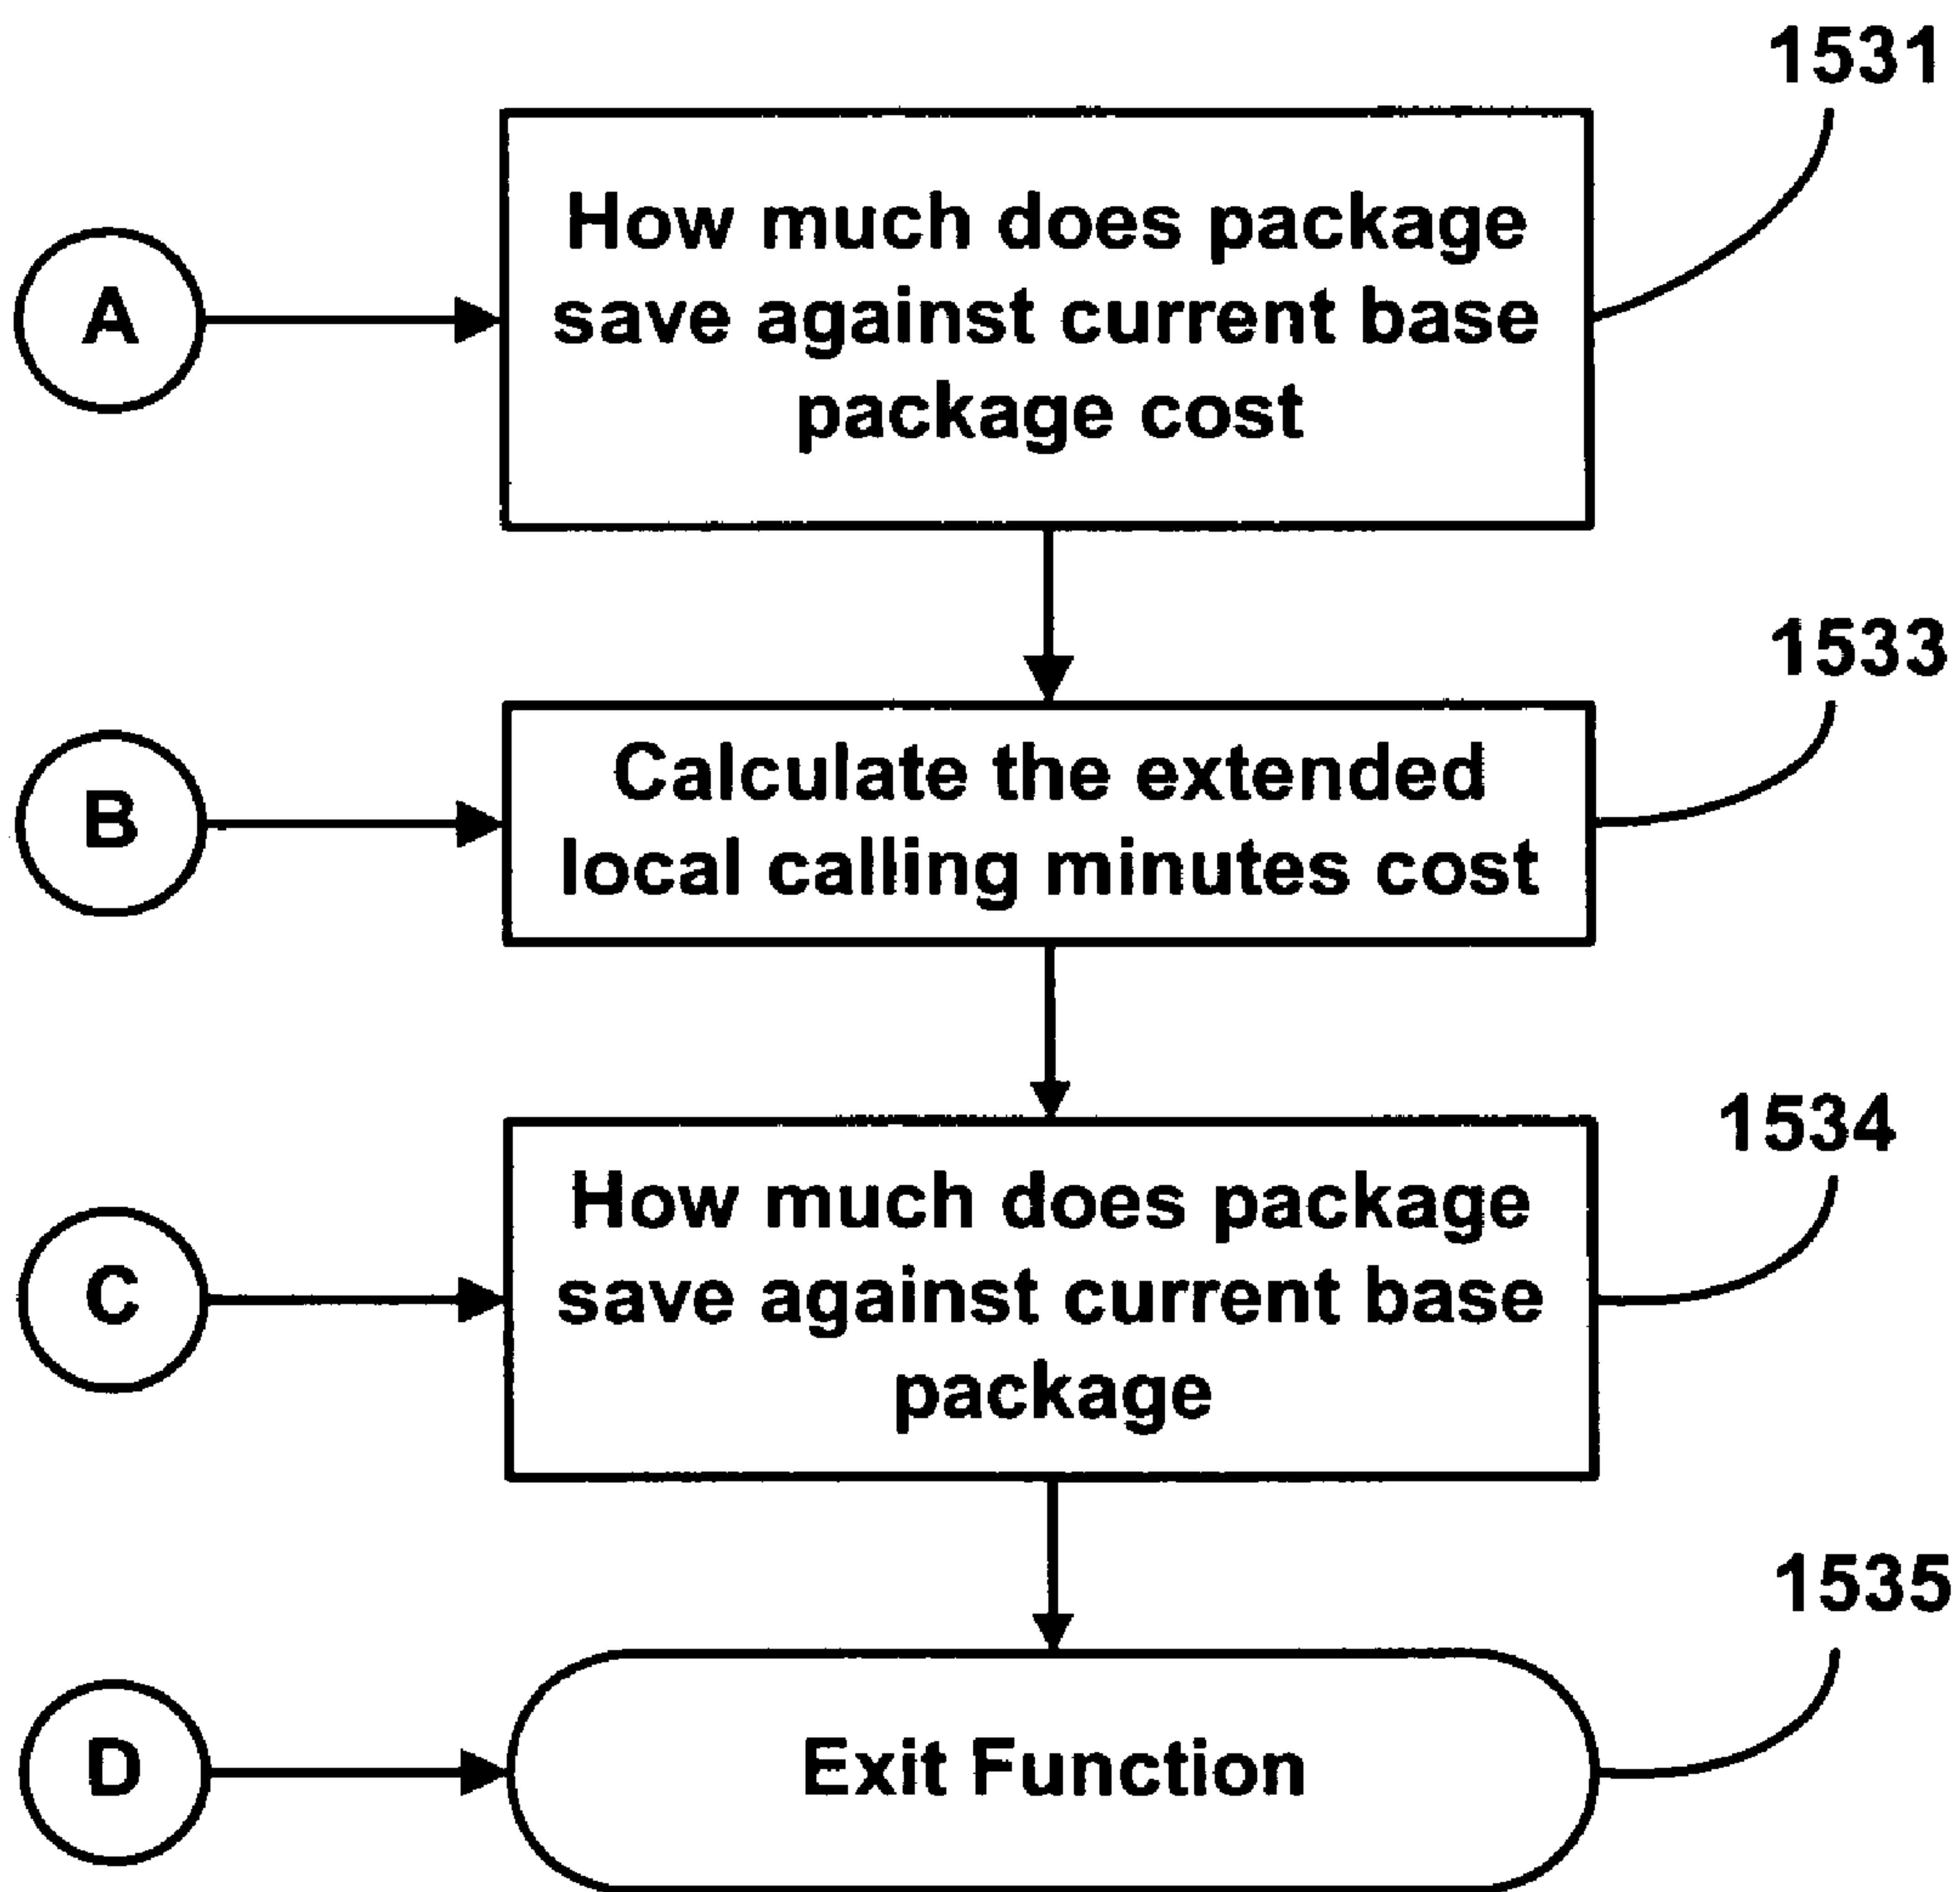 1531
How much does package
save against current base
package cost
A
1533
Calculate the extended
local calling minutes cost
B
1534
How much does package
save against current base
package
C
1535
Exit Function
D